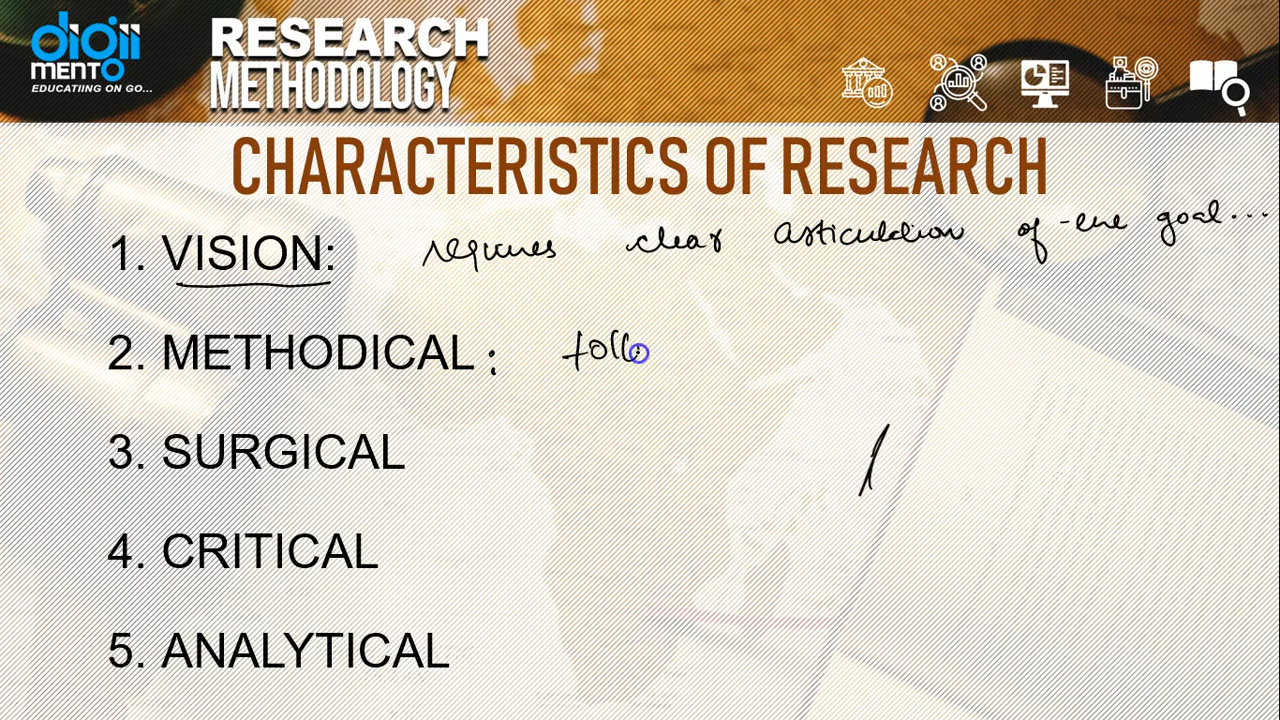 digii
MENTO
EDUCATIING ON GO...
RESEARCH
METHODOLOGY
CHARACTERISTICS OF RESEARCH
1. VISION: requires clear articulation of the goal...
2. METHODICAL : foll
3. SURGICAL
4. CRITICAL
5. ANALYTICAL